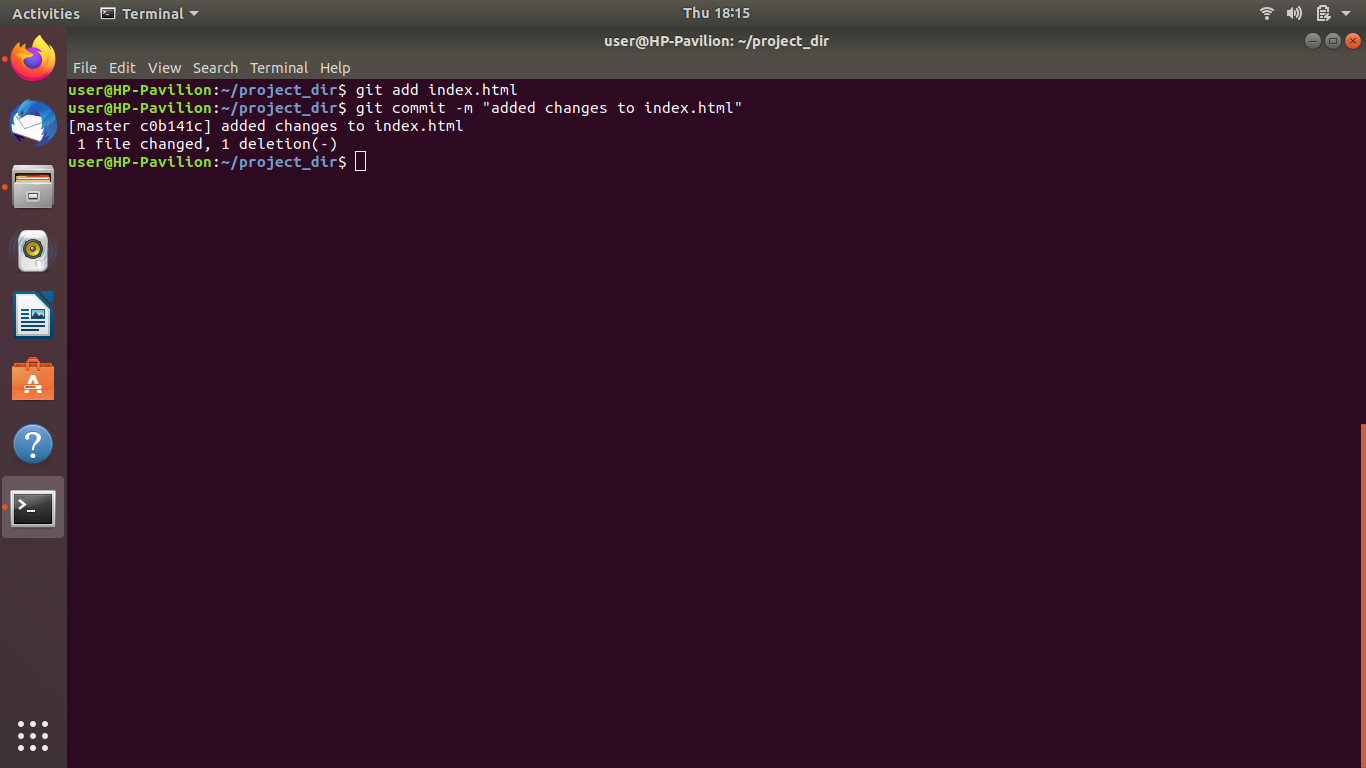 Activities Terminal Thu 18:15
user@HP-Pavilion: ~/project_dir
File Edit View Search Terminal Help
user@HP-Pavilion:~/project_dir$ git add index.html
user@HP-Pavilion:~/project_dir$ git commit -m "added changes to index.html"
[master c0b141c] added changes to index.html
 1 file changed, 1 deletion(-)
user@HP-Pavilion:~/project_dir$